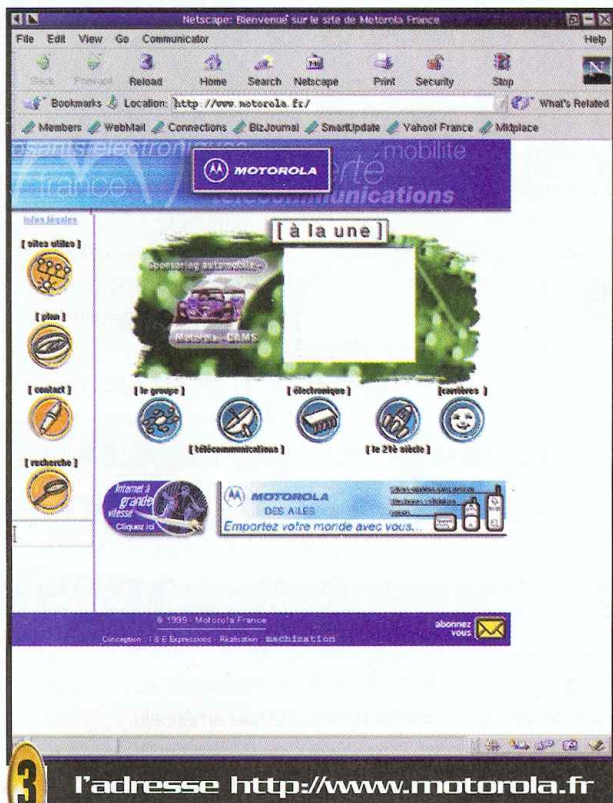 Netscape: Bienvenue sur le site de Motorola France
File Edit View Go Communicator Help
Back Forward Reload Home Search Netscape Print Security Stop
Bookmarks Location: http://www.motorola.fr/ What's Related
Members WebMail Connections BizJournal SmartUpdate Yahoo! France Mktplace
électroniques
mobilité
France
télécommunications
MOTOROLA
Infos légales
[ à la une ]
[ sites utiles ]
Sponsoring automobile
Motorola - DAMS
[ plan ]
[ contact ]
[ le groupe ] [ électronique ] [carrières ]
[ télécommunications ] [ le 21è siècle ]
[ recherche ]
Internet à
grande
vitesse
Cliquez ici
MOTOROLA
DES AILES
Emportez votre monde avec vous...
© 1999 - Motorola France
Conception : I & E Expressions - Réalisation : machination
abonnez
vous
3
l'adresse http://www.motorola.fr